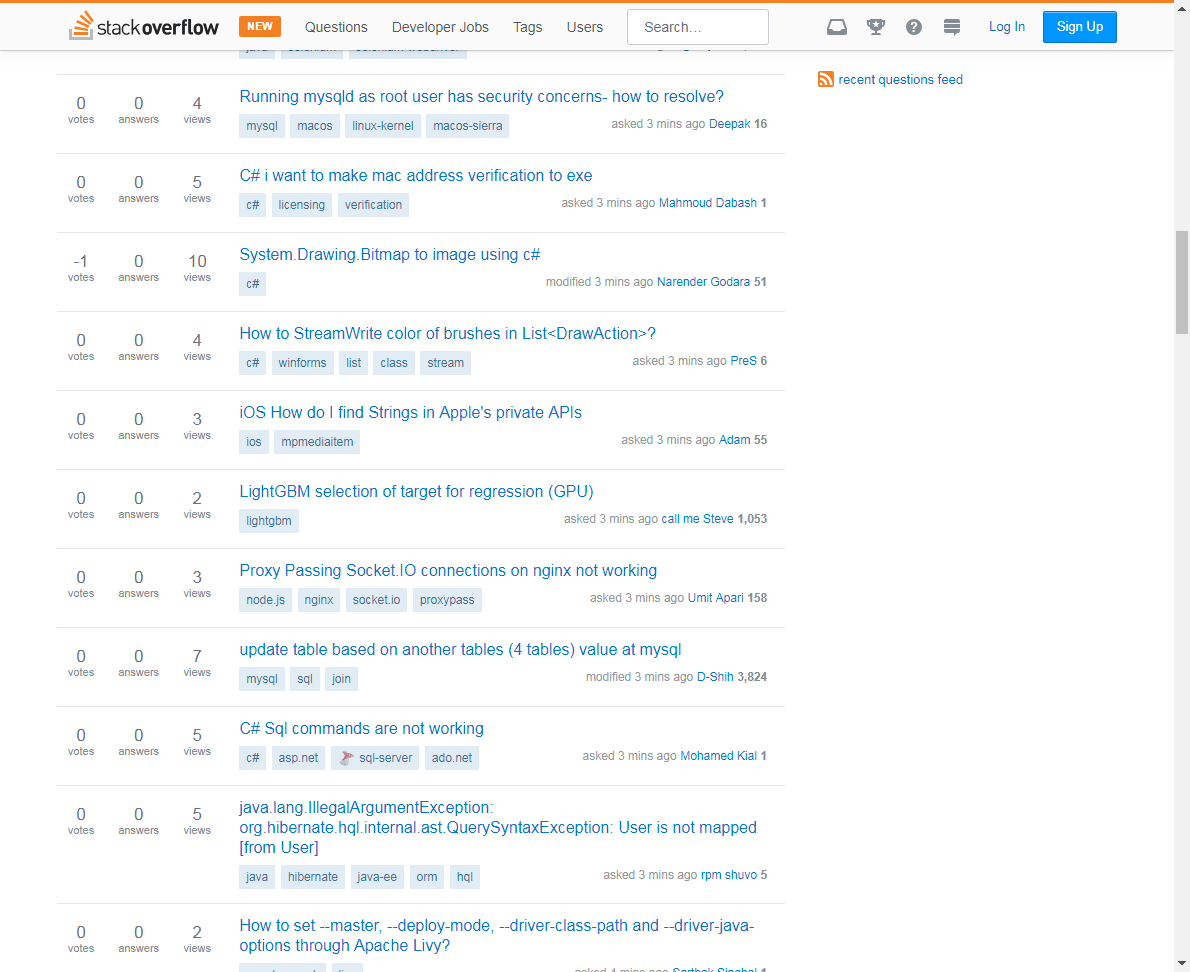 stackoverflow NEW Questions Developer Jobs Tags Users Search... Log In Sign Up
recent questions feed
0 votes 0 answers 4 views
Running mysqld as root user has security concerns- how to resolve?
mysql macos linux-kernel macos-sierra
asked 3 mins ago Deepak 16
0 votes 0 answers 5 views
C# i want to make mac address verification to exe
c# licensing verification
asked 3 mins ago Mahmoud Dabash 1
-1 votes 0 answers 10 views
System.Drawing.Bitmap to image using c#
c#
modified 3 mins ago Narender Godara 51
0 votes 0 answers 4 views
How to StreamWrite color of brushes in List<DrawAction>?
c# winforms list class stream
asked 3 mins ago PreS 6
0 votes 0 answers 3 views
iOS How do I find Strings in Apple's private APIs
ios mpmediaitem
asked 3 mins ago Adam 55
0 votes 0 answers 2 views
LightGBM selection of target for regression (GPU)
lightgbm
asked 3 mins ago call me Steve 1,053
0 votes 0 answers 3 views
Proxy Passing Socket.IO connections on nginx not working
node.js nginx socket.io proxypass
asked 3 mins ago Umit Apari 158
0 votes 0 answers 7 views
update table based on another tables (4 tables) value at mysql
mysql sql join
modified 3 mins ago D-Shih 3,824
0 votes 0 answers 5 views
C# Sql commands are not working
c# asp.net sql-server ado.net
asked 3 mins ago Mohamed Kial 1
0 votes 0 answers 5 views
java.lang.IllegalArgumentException:
org.hibernate.hql.internal.ast.QuerySyntaxException: User is not mapped
[from User]
java hibernate java-ee orm hql
asked 3 mins ago rpm shuvo 5
0 votes 0 answers 2 views
How to set --master, --deploy-mode, --driver-class-path and --driver-java-
options through Apache Livy?